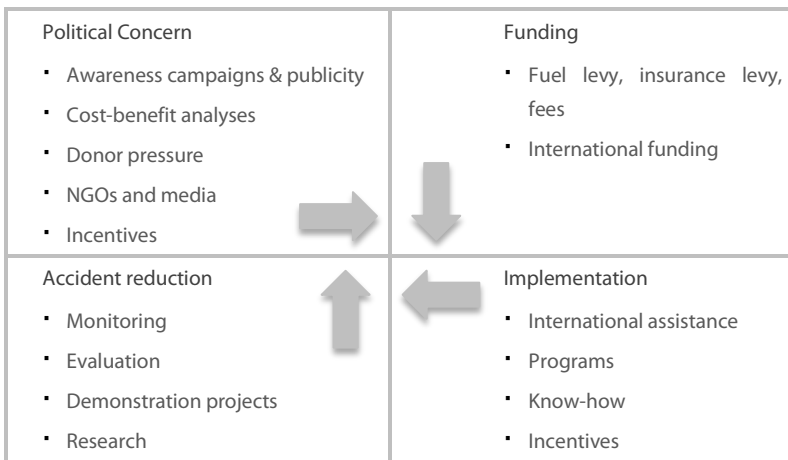 Political Concern
▪ Awareness campaigns & publicity
▪ Cost-benefit analyses
▪ Donor pressure
▪ NGOs and media
▪ Incentives
Funding
▪ Fuel levy, insurance levy,
fees
▪ International funding
Accident reduction
▪ Monitoring
▪ Evaluation
▪ Demonstration projects
▪ Research
Implementation
▪ International assistance
▪ Programs
▪ Know-how
▪ Incentives